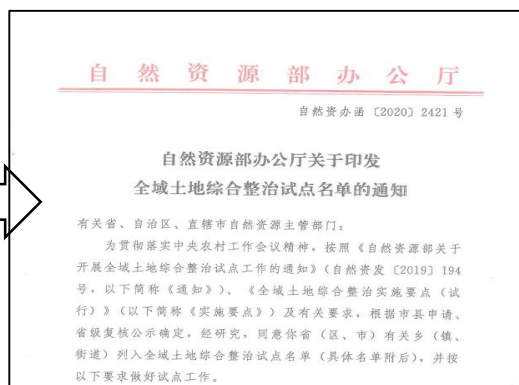 自然资源部办公厅
自然资办函〔2020〕2421号
自然资源部办公厅关于印发
全域土地综合整治试点名单的通知
有关省、自治区、直辖市自然资源主管部门：
为贯彻落实中央农村工作会议精神，按照《自然资源部关于
开展全域土地综合整治试点工作的通知》（自然资发〔2019〕194
号，以下简称《通知》）、《全域土地综合整治实施要点（试
行）》（以下简称《实施要点》）及有关要求，根据市县申请、
省级复核公示确定，经研究，同意你省（区、市）有关乡（镇、
街道）列入全域土地综合整治试点名单（具体名单附后），并按
以下要求做好试点工作。